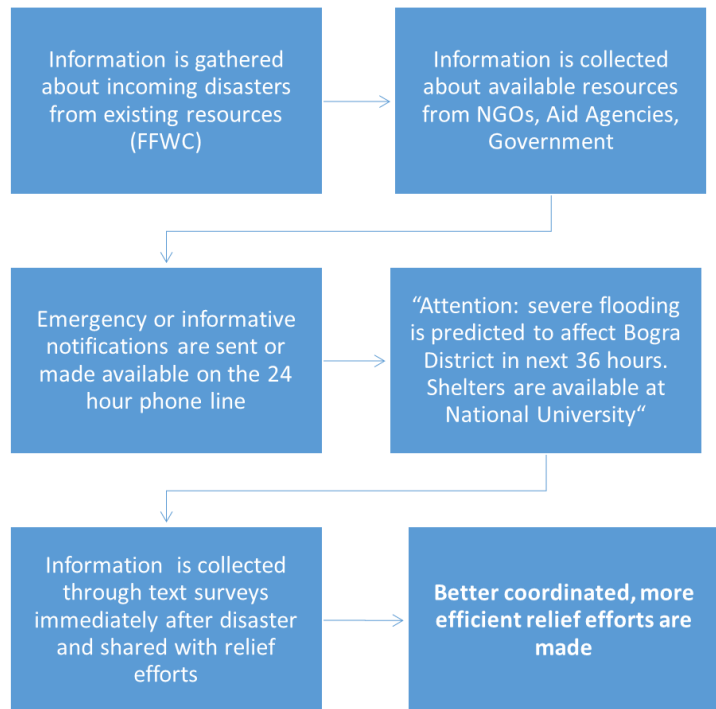 Information is gathered
about incoming disasters
from existing resources
(FFWC)
Information is collected
about available resources
from NGOs, Aid Agencies,
Government
Emergency or informative
notifications are sent or
made available on the 24
hour phone line
“Attention: severe flooding
is predicted to affect Bogra
District in next 36 hours.
Shelters are available at
National University“
Information is collected
through text surveys
immediately after disaster
and shared with relief
efforts
Better coordinated, more
efficient relief efforts are
made